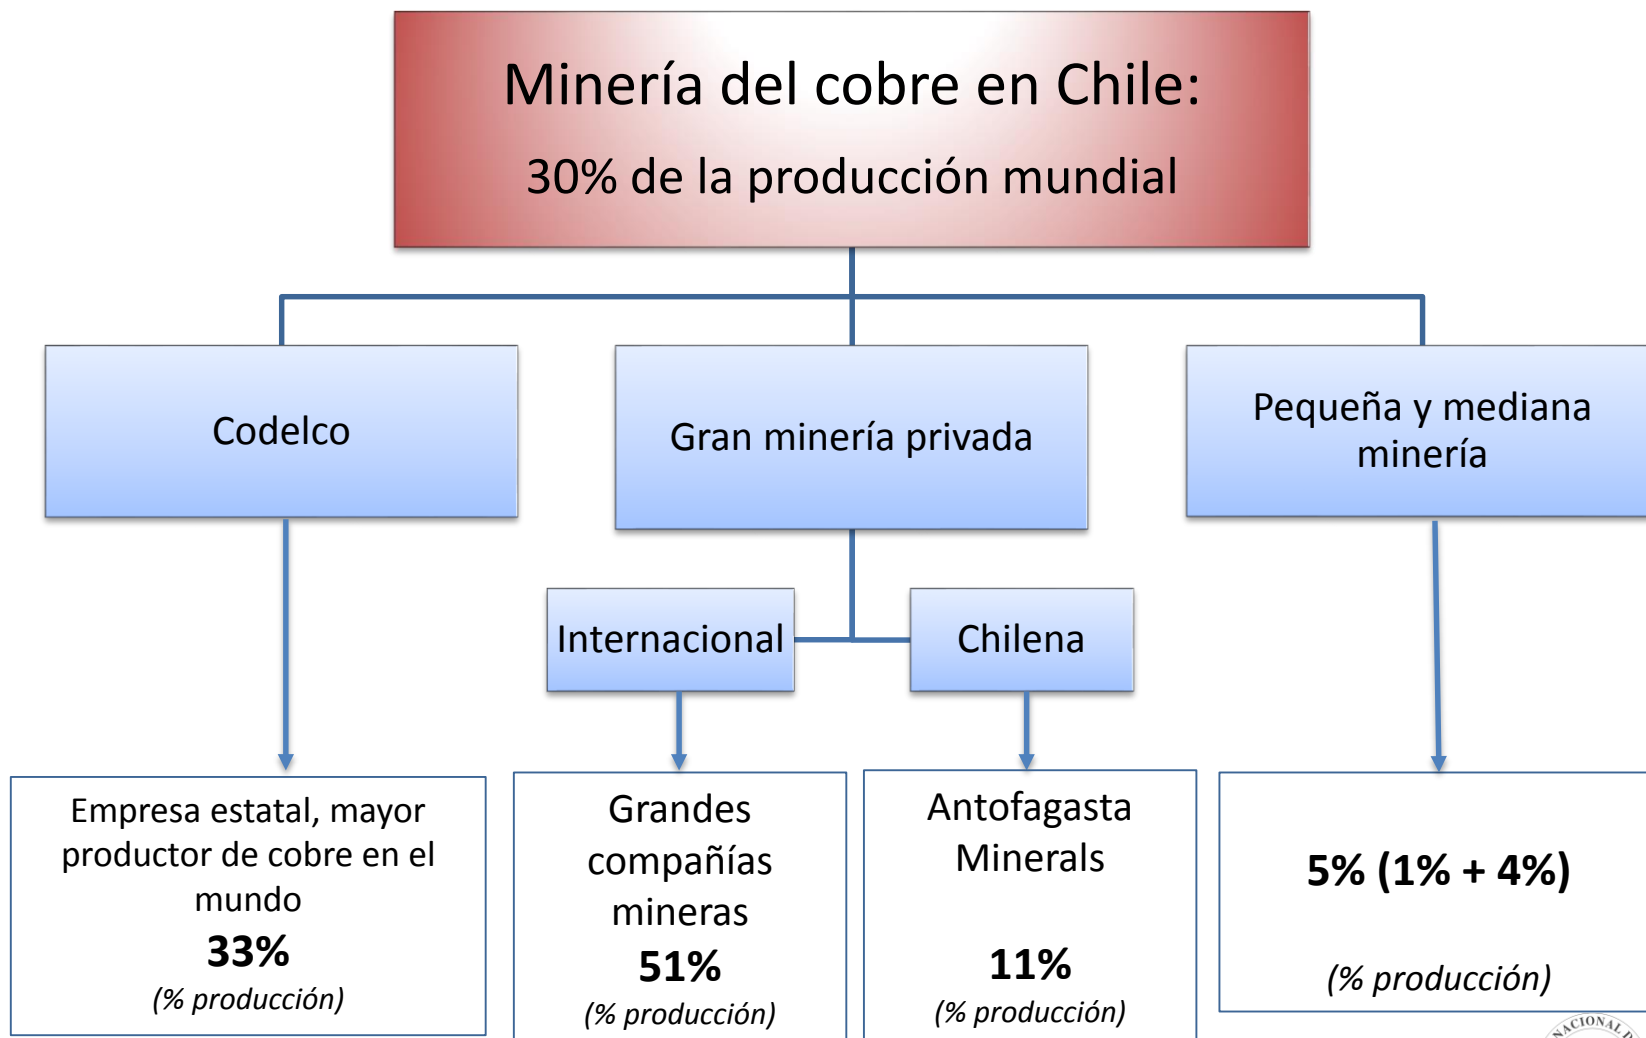 Minería del cobre en Chile:
30% de la producción mundial
Codelco
Gran minería privada
Pequeña y mediana
minería
Internacional
Chilena
Empresa estatal, mayor
productor de cobre en el
mundo
33%
(% producción)
Grandes
compañías
mineras
51%
(% producción)
Antofagasta
Minerals
11%
(% producción)
5% (1% + 4%)
(% producción)